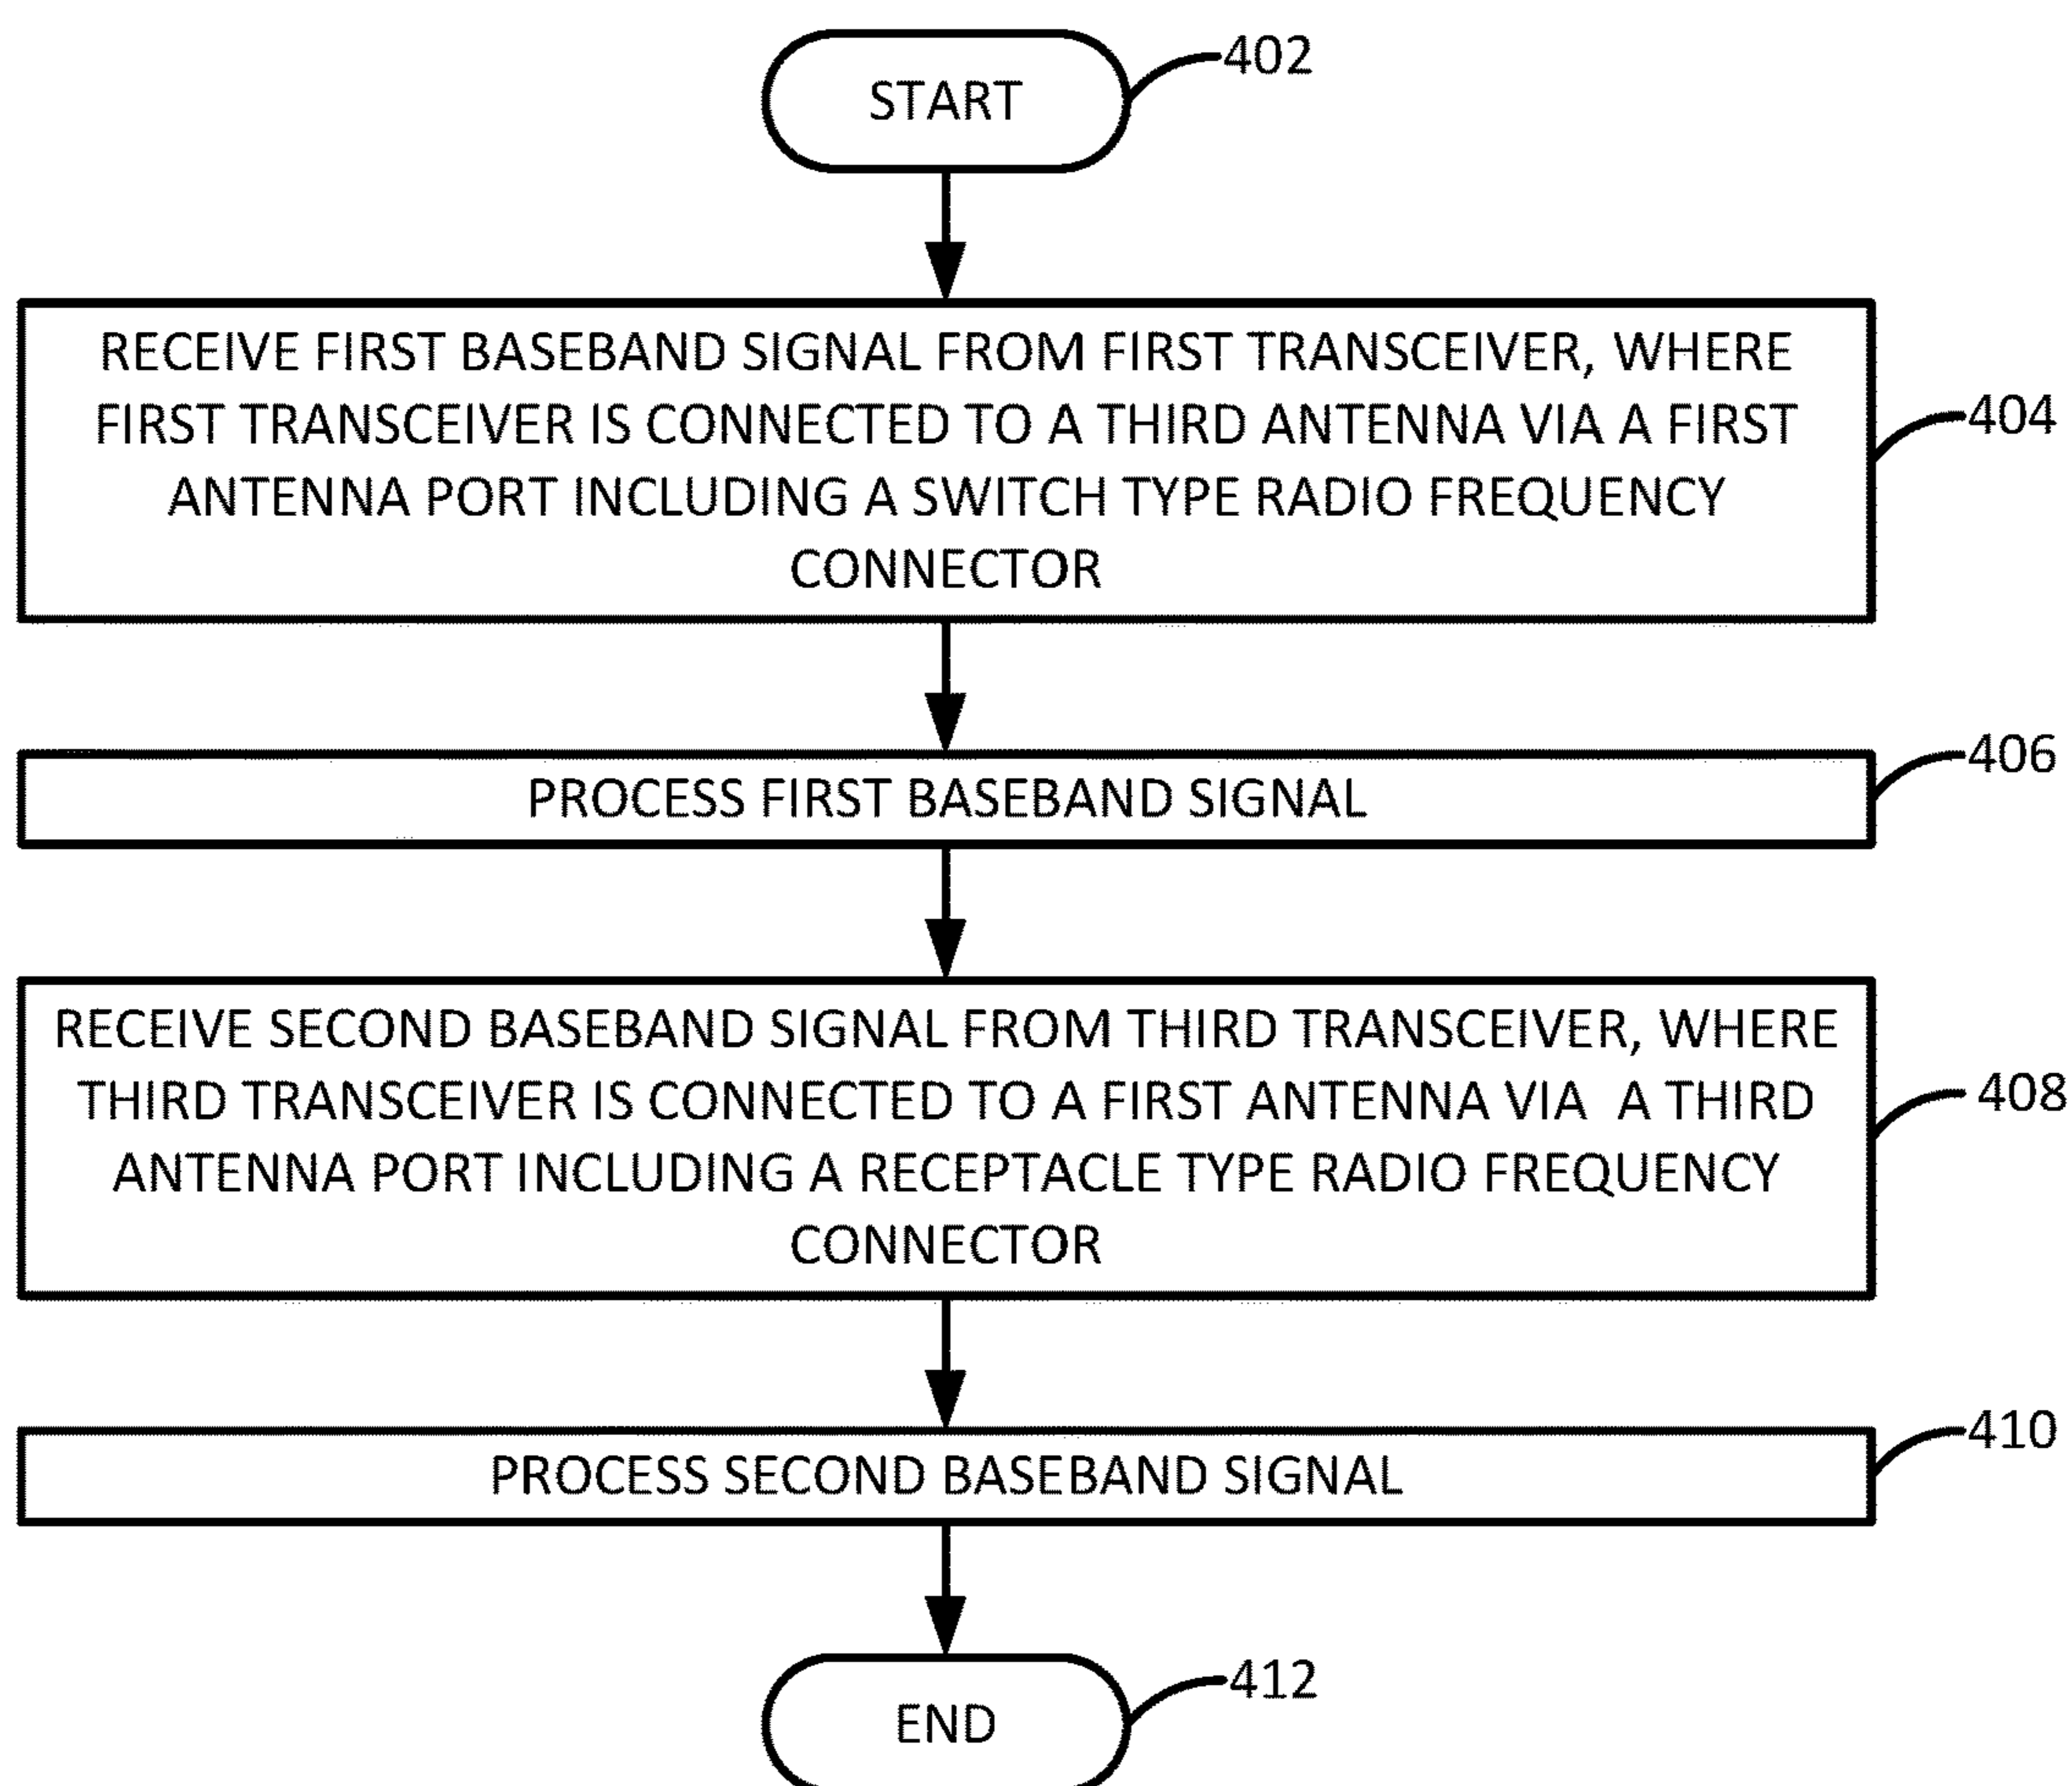 START
402
RECEIVE FIRST BASEBAND SIGNAL FROM FIRST TRANSCEIVER, WHERE
FIRST TRANSCEIVER IS CONNECTED TO A THIRD ANTENNA VIA A FIRST
ANTENNA PORT INCLUDING A SWITCH TYPE RADIO FREQUENCY
CONNECTOR
404
PROCESS FIRST BASEBAND SIGNAL
406
RECEIVE SECOND BASEBAND SIGNAL FROM THIRD TRANSCEIVER, WHERE
THIRD TRANSCEIVER IS CONNECTED TO A FIRST ANTENNA VIA  A THIRD
ANTENNA PORT INCLUDING A RECEPTACLE TYPE RADIO FREQUENCY
CONNECTOR
408
PROCESS SECOND BASEBAND SIGNAL
410
END
412